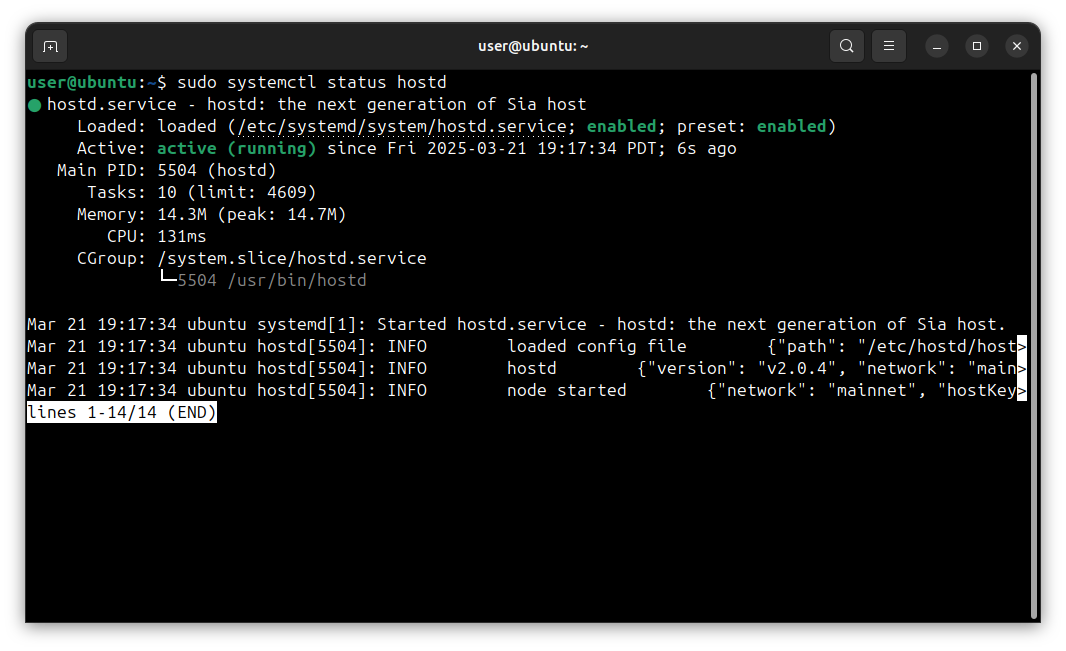 user@ubuntu: ~
user@ubuntu:~$ sudo systemctl status hostd
● hostd.service - hostd: the next generation of Sia host
     Loaded: loaded (/etc/systemd/system/hostd.service; enabled; preset: enabled)
     Active: active (running) since Fri 2025-03-21 19:17:34 PDT; 6s ago
   Main PID: 5504 (hostd)
      Tasks: 10 (limit: 4609)
     Memory: 14.3M (peak: 14.7M)
        CPU: 131ms
     CGroup: /system.slice/hostd.service
             └─5504 /usr/bin/hostd

Mar 21 19:17:34 ubuntu systemd[1]: Started hostd.service - hostd: the next generation of Sia host.
Mar 21 19:17:34 ubuntu hostd[5504]: INFO        loaded config file        {"path": "/etc/hostd/host>
Mar 21 19:17:34 ubuntu hostd[5504]: INFO        hostd        {"version": "v2.0.4", "network": "main>
Mar 21 19:17:34 ubuntu hostd[5504]: INFO        node started        {"network": "mainnet", "hostKey>
lines 1-14/14 (END)